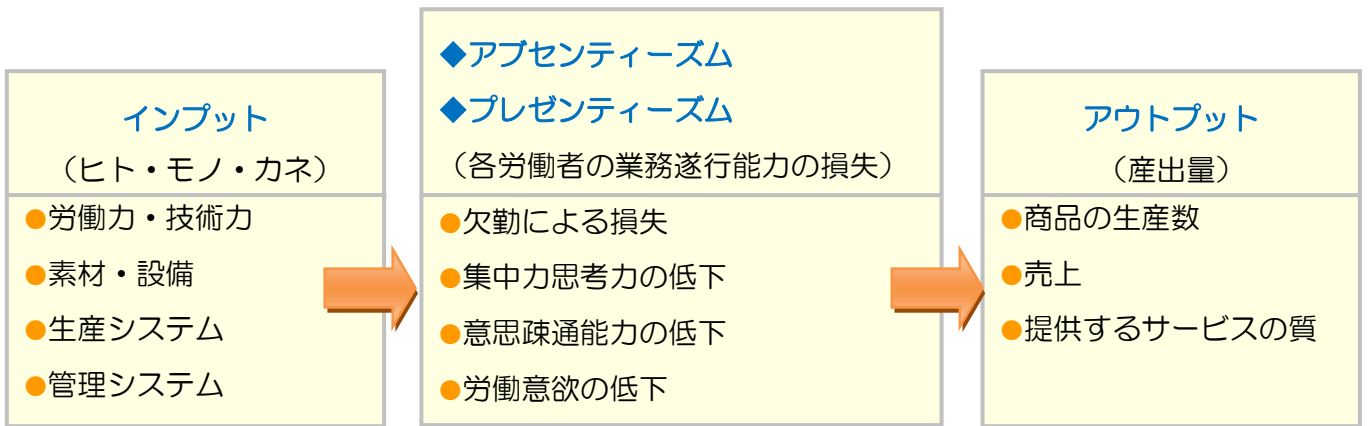 インプット
（ヒト・モノ・カネ）
●労働力・技術力
●素材・設備
●生産システム
●管理システム
◆アブセンティーズム
◆プレゼンティーズム
（各労働者の業務遂行能力の損失）
●欠勤による損失
●集中力思考力の低下
●意思疎通能力の低下
●労働意欲の低下
アウトプット
（産出量）
●商品の生産数
●売上
●提供するサービスの質